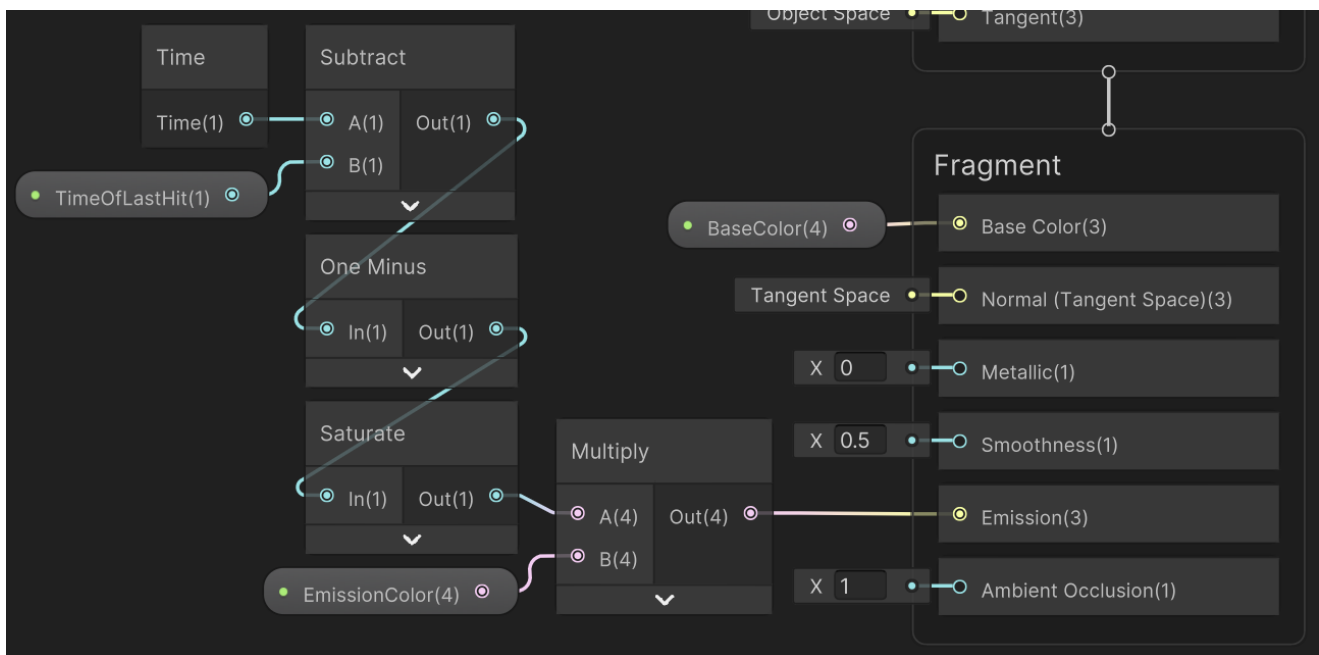 Object Space
Tangent(3)
Time
Time(1)
Subtract
A(1)
Out(1)
B(1)
TimeOfLastHit(1)
One Minus
In(1)
Out(1)
Saturate
In(1)
Out(1)
EmissionColor(4)
Multiply
A(4)
Out(4)
B(4)
Fragment
BaseColor(4)
Base Color(3)
Tangent Space
Normal (Tangent Space)(3)
X 0
Metallic(1)
X 0.5
Smoothness(1)
Emission(3)
X 1
Ambient Occlusion(1)